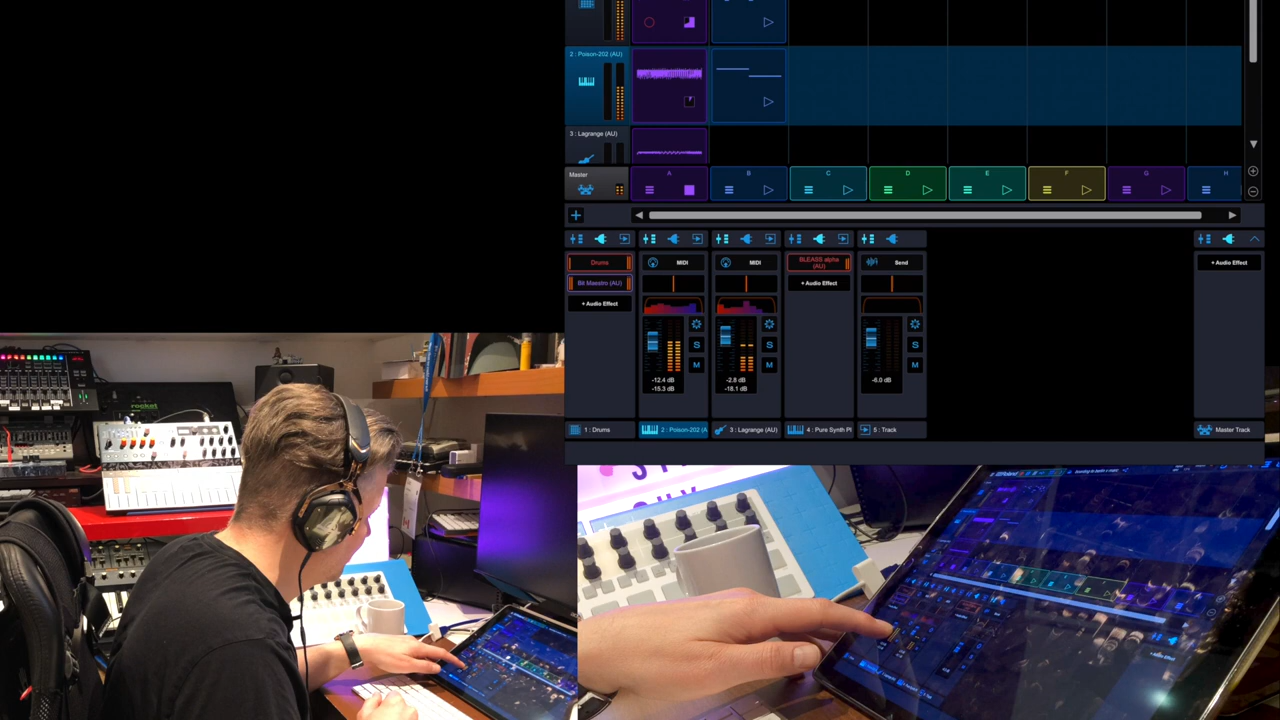 2 : Poison-202 (AU)
3 : Lagrange (AU)
Master
A
B
C
D
E
F
G
H
Drums
MIDI
MIDI
BLEASS alpha
(AU)
Send
+ Audio Effect
Bit Maestro (AU)
+ Audio Effect
+ Audio Effect
S
S
S
M
M
M
-12.4 dB
-15.3 dB
-2.8 dB
-18.1 dB
-6.0 dB
1 : Drums
2 : Poison-202 (A
3 : Lagrange (AU)
4 : Pure Synth Pl
5 : Track
Master Track
rocket